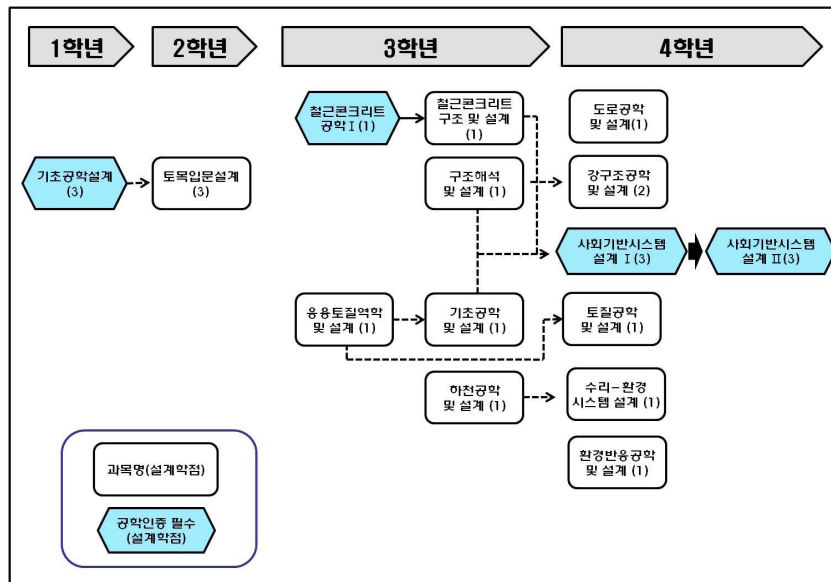 1학년
2학년
3학년
4학년
철근콘크리트
공학 I (1)
철근콘크리트
구조 및 설계
(1)
도로공학
및 설계(1)
기초공학설계
(3)
토목입문설계
(3)
구조해석
및 설계 (1)
강구조공학
및 설계 (2)
사회기반시스템
설계 I (3)
사회기반시스템
설계 II(3)
응용토질역학
및 설계 (1)
기초공학
및 설계 (1)
토질공학
및 설계 (1)
하천공학
및 설계 (1)
수리-환경
시스템 설계 (1)
환경반응공학
및 설계 (1)
과목명(설계학점)
공학인증 필수
(설계학점)